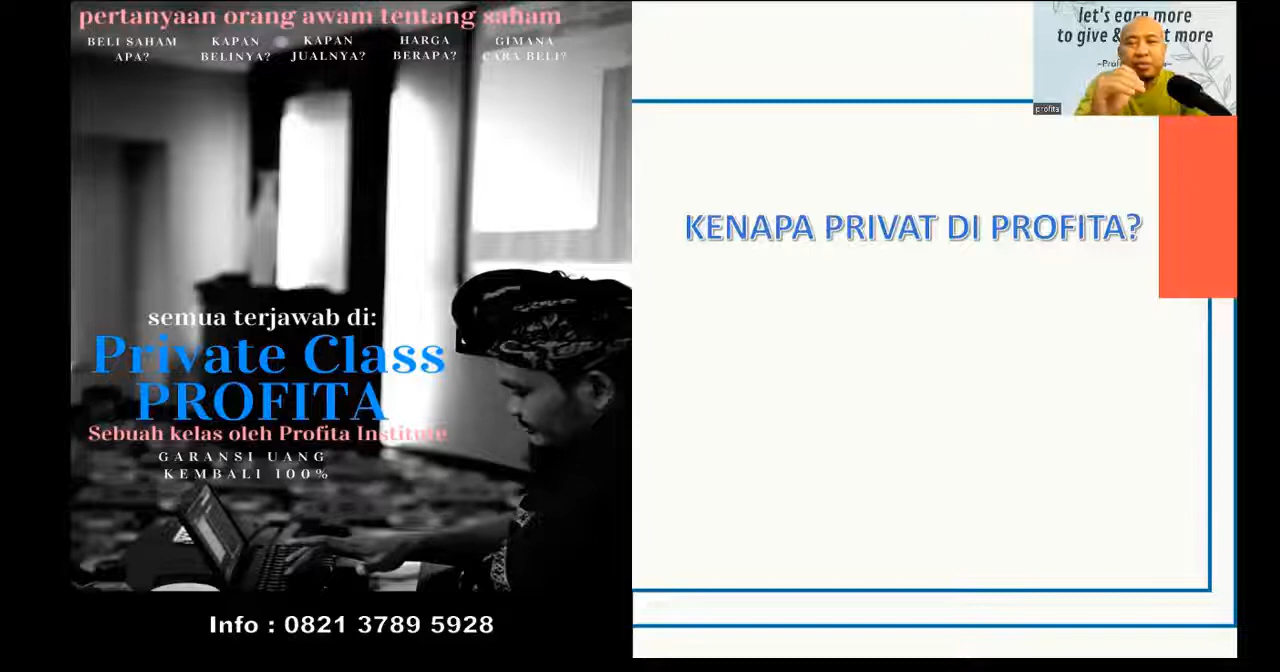 pertanyaan orang awam tentang saham
BELI SAHAM APA?
KAPAN BELINYA?
KAPAN JUALNYA?
HARGA BERAPA?
GIMANA CARA BELI?
semua terjawab di:
Private Class
PROFITA
Sebuah kelas oleh Profita Institute
GARANSI UANG
KEMBALI 100%
Info : 0821 3789 5928
KENAPA PRIVAT DI PROFITA?
let's earn more
to give & more
profita